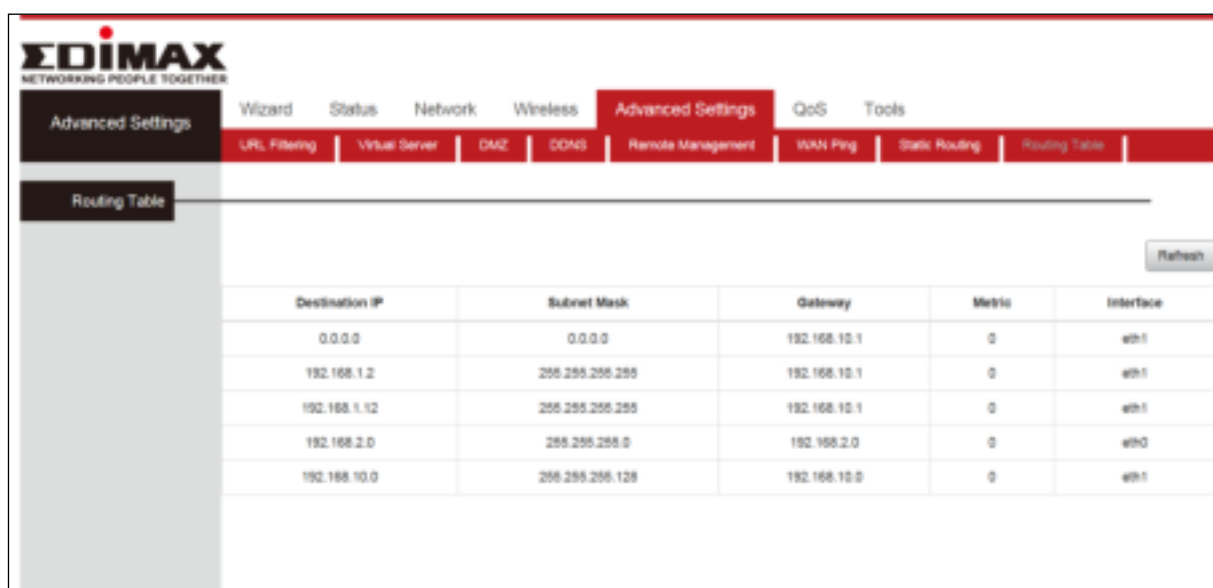 EDIMAX
NETWORKING PEOPLE TOGETHER
Advanced Settings
Wizard Status Network Wireless Advanced Settings QoS Tools
URL Filtering Virtual Server DMZ DDNS Remote Management WAN Ping Static Routing Routing Table
Routing Table
Refresh
Destination IP Subnet Mask Gateway Metric Interface
0.0.0.0 0.0.0.0 192.168.10.1 0 eth1
192.168.1.2 255.255.255.255 192.168.10.1 0 eth1
192.168.1.12 255.255.255.255 192.168.10.1 0 eth1
192.168.2.0 255.255.255.0 192.168.2.0 0 eth0
192.168.10.0 255.255.255.128 192.168.10.0 0 eth1